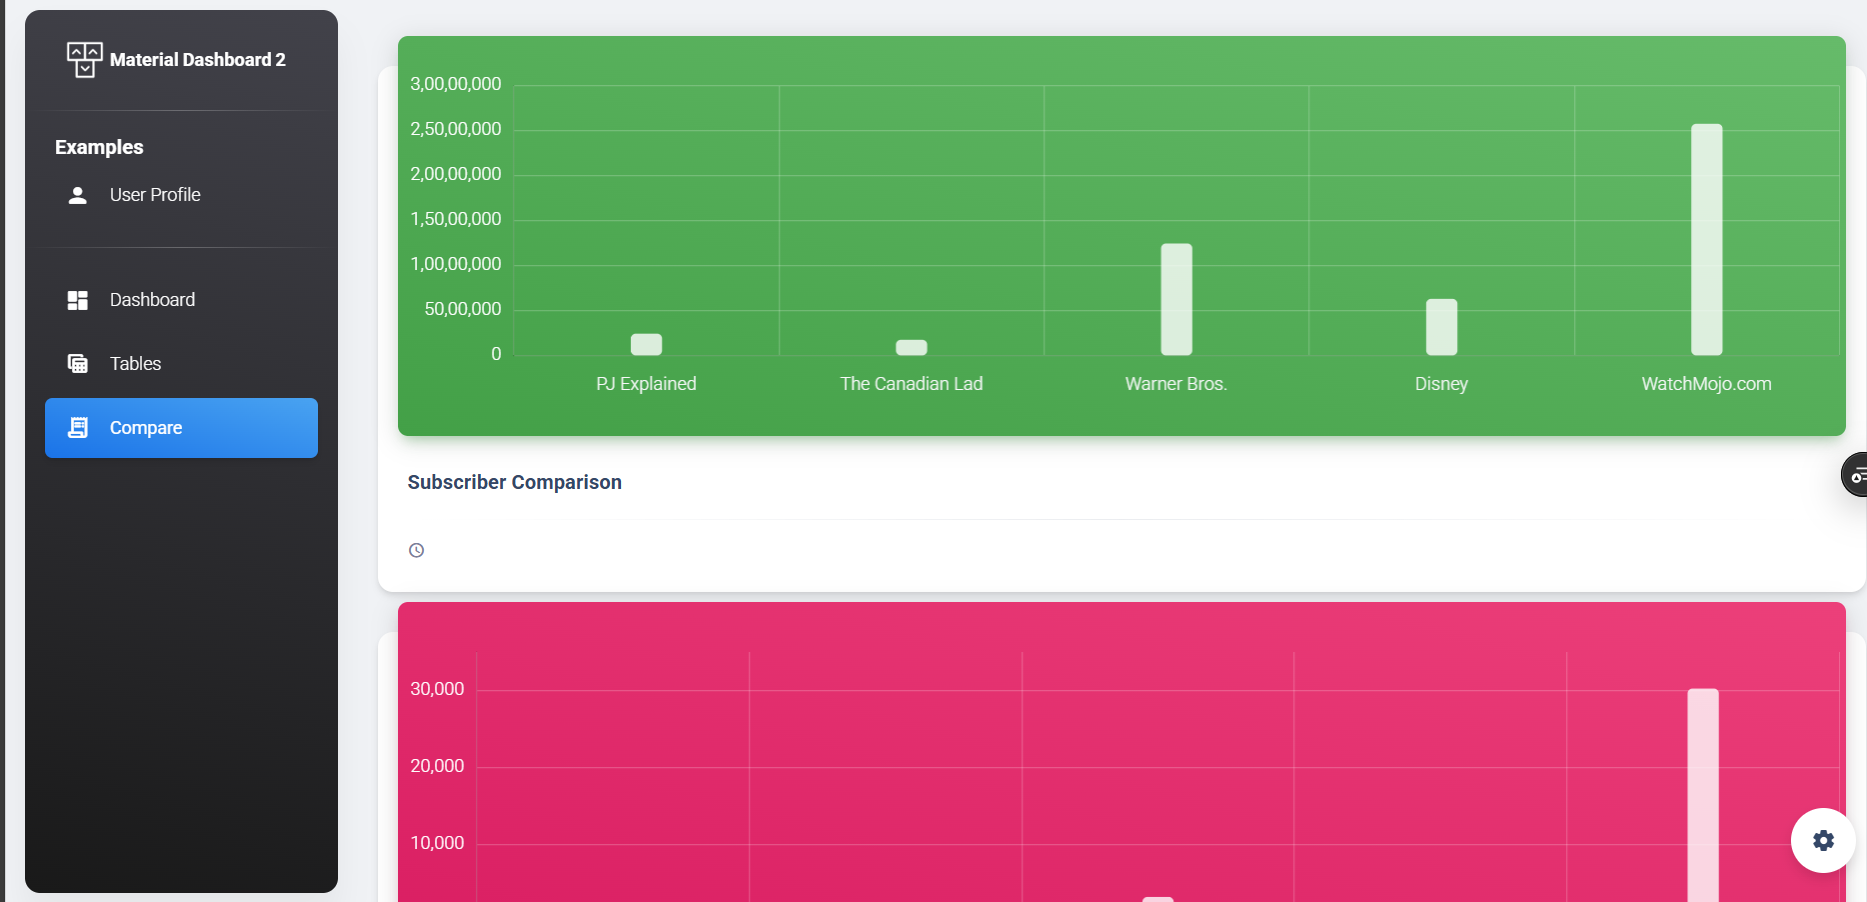 Material Dashboard 2
Examples
User Profile
Dashboard
Tables
Compare
3,00,00,000
2,50,00,000
2,00,00,000
1,50,00,000
1,00,00,000
50,00,000
0
PJ Explained
The Canadian Lad
Warner Bros.
Disney
WatchMojo.com
Subscriber Comparison
30,000
20,000
10,000